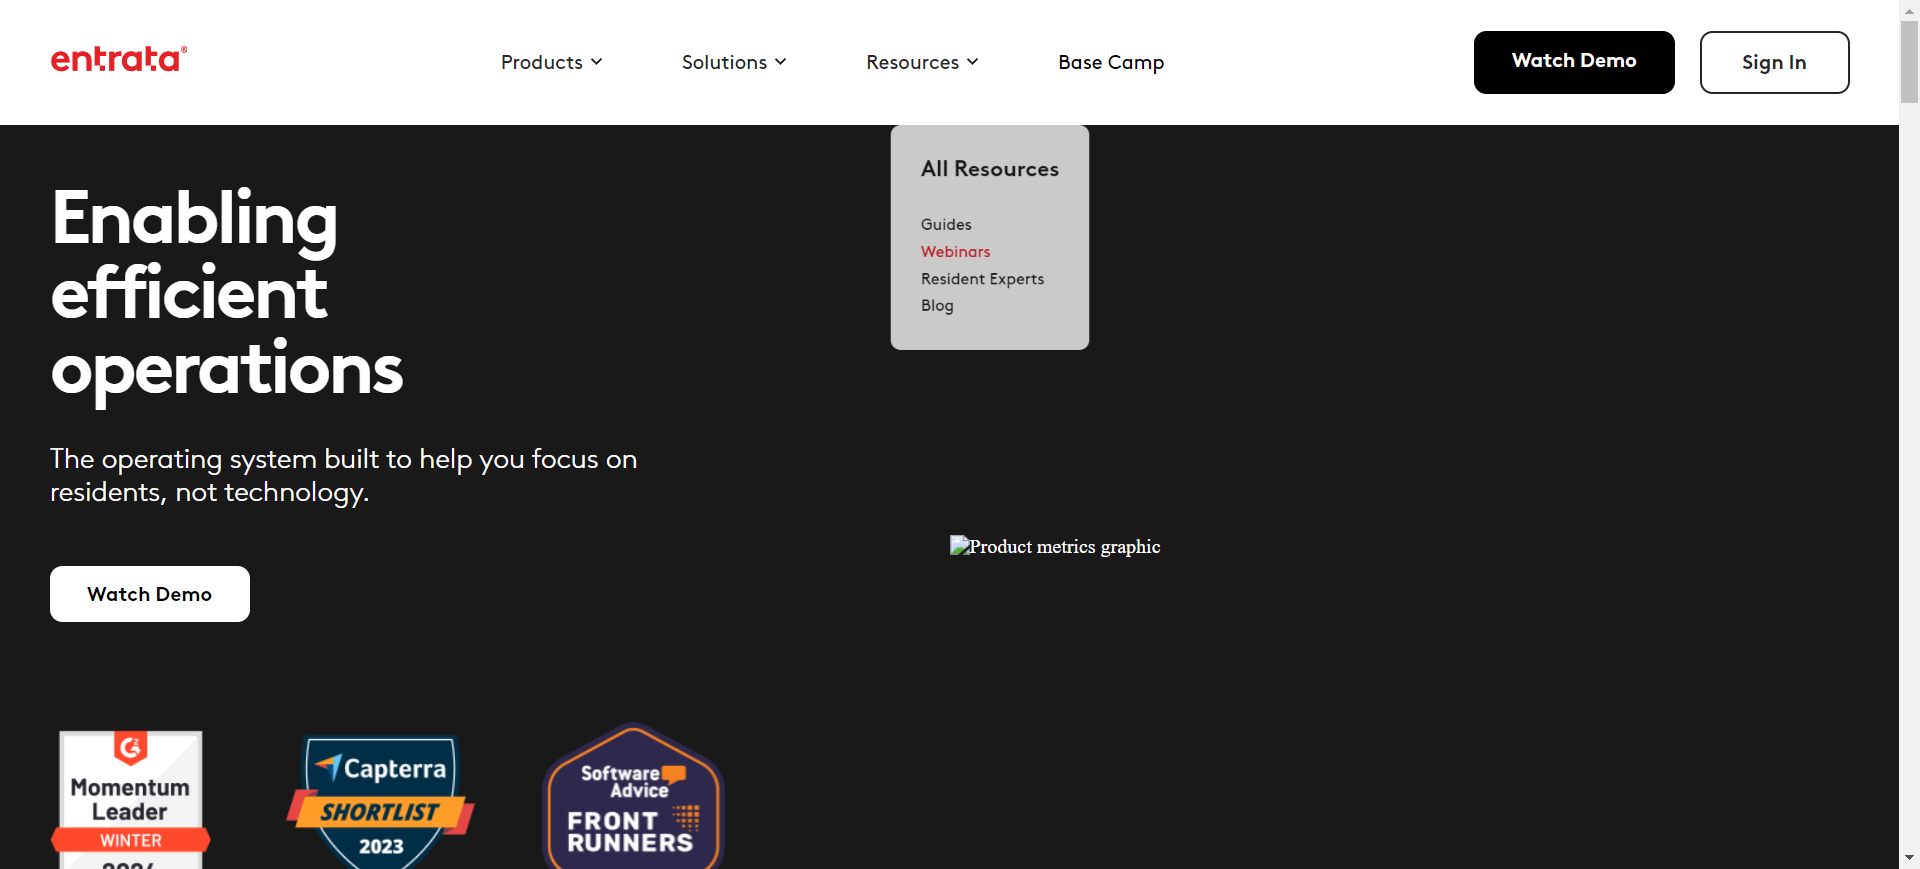 entrata®
Products
Solutions
Resources
Base Camp
Watch Demo
Sign In
All Resources
Guides
Webinars
Resident Experts
Blog
Enabling
efficient
operations
The operating system built to help you focus on
residents, not technology.
Product metrics graphic
Watch Demo
G2
Momentum
Leader
WINTER
Capterra
SHORTLIST
2023
Software
Advice
FRONT
RUNNERS